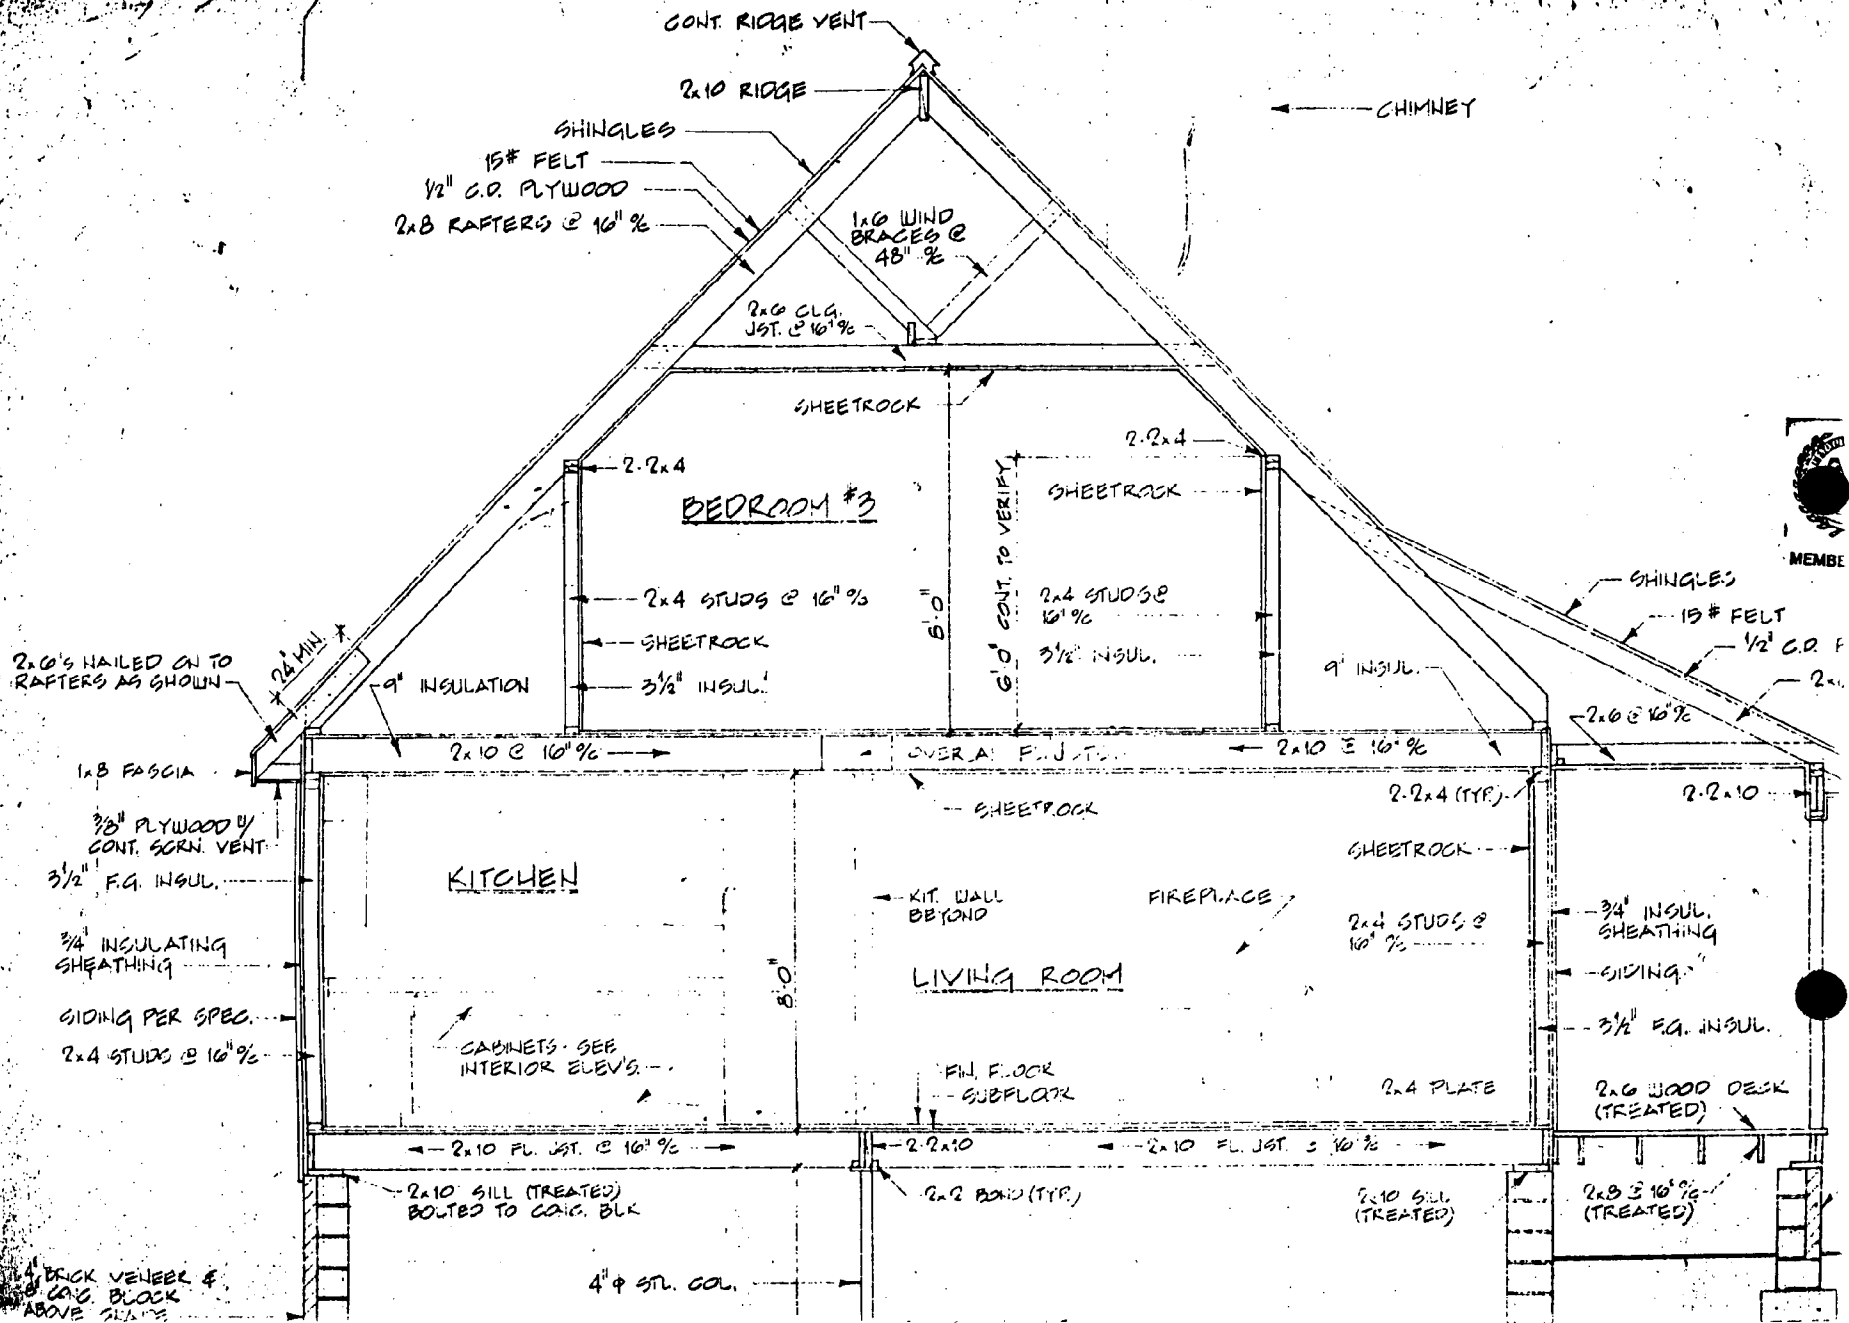 CONT. RIDGE VENT
2x10 RIDGE
CHIMNEY
SHINGLES
15# FELT
1/2" C.D. PLYWOOD
2x8 RAFTERS @ 16" %
1x6 WIND
BRACES @
48" %
2x6 CLG.
JST. @ 16" %
SHEETROCK
2-2x4
2-2x4
BEDROOM #3
SHEETROCK
6'-0" CONT. TO VERIFY
8'-0"
MEMBE
2x4 STUDS @ 16" %
2x4 STUDS @
16" %
SHINGLES
15# FELT
1/2" C.D.
SHEETROCK
3 1/2" INSUL.
24" MIN.
2x6'S NAILED ON TO
RAFTERS AS SHOWN
9" INSULATION
3 1/2" INSUL.
9" INSUL.
2x6 @ 16" %
2x10 @ 16" %
OVER
2x10 @ 16" %
1x8 FASCIA
SHEETROCK
2-2x4 (TYP.)
2-2x10
3/8" PLYWOOD W/
CONT. SCRN. VENT
SHEETROCK
3 1/2" F.G. INSUL.
KITCHEN
KIT. WALL
BEYOND
FIREPLACE
2x4 STUDS @
16" %
3/4" INSUL.
SHEATHING
3/4" INSULATING
SHEATHING
8'-0"
LIVING ROOM
SIDING
SIDING PER SPEC.
3 1/2" F.G. INSUL.
2x4 STUDS @ 16" %
CABINETS - SEE
INTERIOR ELEV'S.
FIN. FLOOR
SUBFLOOR
2x4 PLATE
2x6 WOOD DECK
(TREATED)
2x10 FL. JST. @ 16" %
2-2x10
2x10 FL. JST. @ 16" %
2x10 SILL (TREATED)
BOLTED TO CONC. BLK
2x2 BOND (TYP.)
2x10 SILL
(TREATED)
2x8 @ 16" %
(TREATED)
4" φ STL. COL.
4" BRICK VENEER &
8" CONC. BLOCK
ABOVE